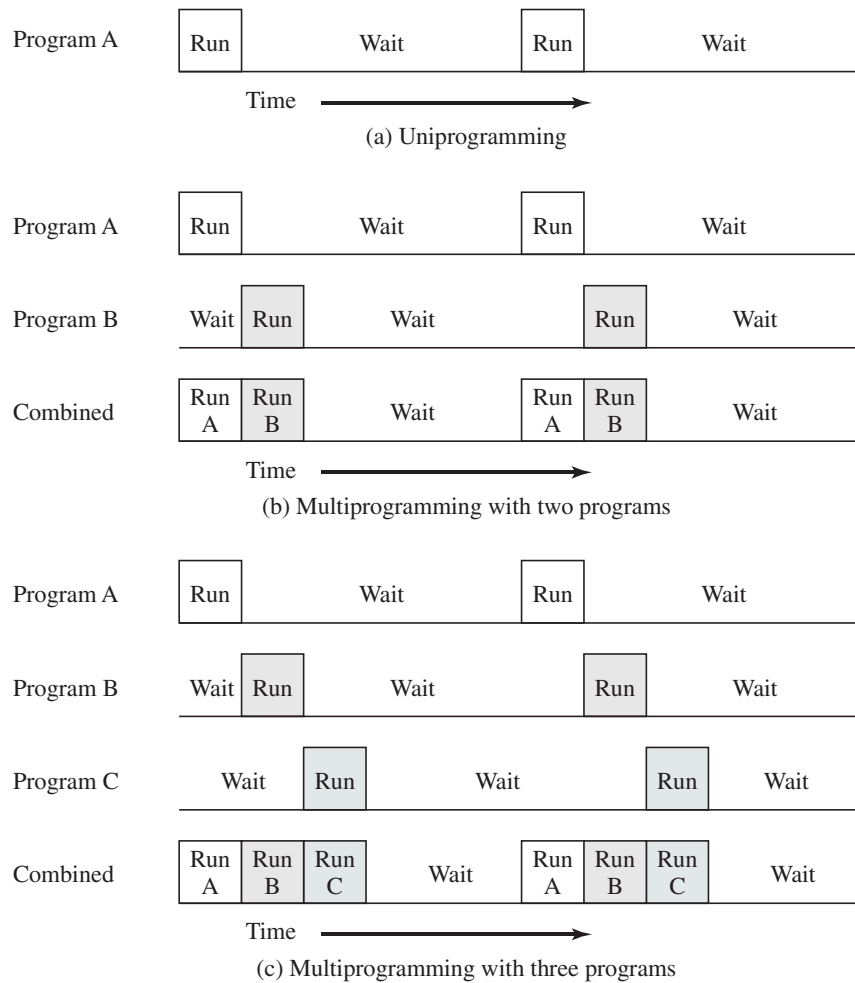 Program A Run Wait Run Wait
Time
(a) Uniprogramming
Program A Run Wait Run Wait
Program B Wait Run Wait Run Wait
Combined Run A Run B Wait Run A Run B Wait
Time
(b) Multiprogramming with two programs
Program A Run Wait Run Wait
Program B Wait Run Wait Run Wait
Program C Wait Run Wait Run Wait
Combined Run A Run B Run C Wait Run A Run B Run C Wait
Time
(c) Multiprogramming with three programs